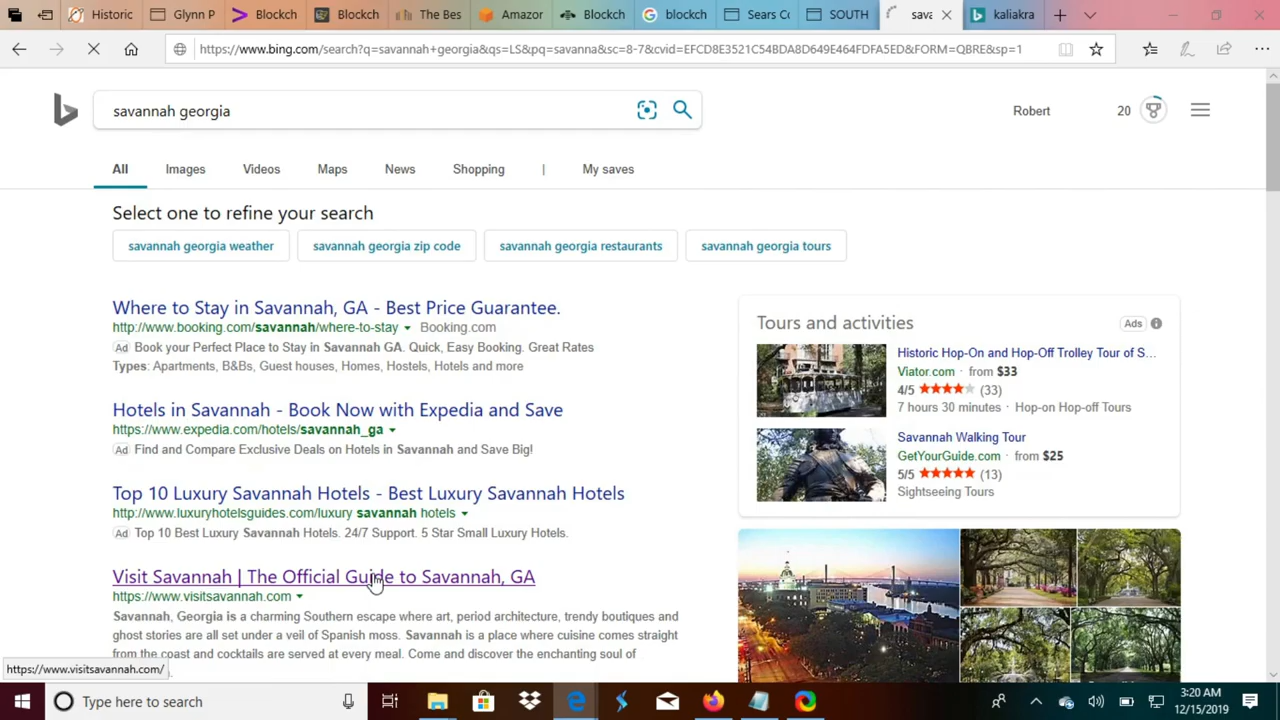 Historic
Glynn P
Blockch
Blockch
The Bes
Amazor
Blockch
blockch
Sears Co
SOUTH
sava
kaliakra
https://www.bing.com/search?q=savannah+georgia&qs=LS&pq=savanna&sc=8-7&cvid=EFCD8E3521C54BDA8D649E464FDFA5ED&FORM=QBRE&sp=1
savannah georgia
Robert
20
All
Images
Videos
Maps
News
Shopping
|
My saves
Select one to refine your search
savannah georgia weather
savannah georgia zip code
savannah georgia restaurants
savannah georgia tours
Where to Stay in Savannah, GA - Best Price Guarantee.
http://www.booking.com/savannah/where-to-stay Booking.com
Ad Book your Perfect Place to Stay in Savannah GA. Quick, Easy Booking. Great Rates
Types: Apartments, B&Bs, Guest houses, Homes, Hostels, Hotels and more
Hotels in Savannah - Book Now with Expedia and Save
https://www.expedia.com/hotels/savannah_ga
Ad Find and Compare Exclusive Deals on Hotels in Savannah and Save Big!
Top 10 Luxury Savannah Hotels - Best Luxury Savannah Hotels
http://www.luxuryhotelsguides.com/luxury savannah hotels
Ad Top 10 Best Luxury Savannah Hotels. 24/7 Support. 5 Star Small Luxury Hotels.
Visit Savannah | The Official Guide to Savannah, GA
https://www.visitsavannah.com
Savannah, Georgia is a charming Southern escape where art, period architecture, trendy boutiques and
ghost stories are all set under a veil of Spanish moss. Savannah is a place where cuisine comes straight
from the coast and cocktails are served at every meal. Come and discover the enchanting soul of
Tours and activities
Ads
Historic Hop-On and Hop-Off Trolley Tour of S...
Viator.com · from $33
4/5 (33)
7 hours 30 minutes · Hop-on Hop-off Tours
Savannah Walking Tour
GetYourGuide.com · from $25
5/5 (13)
Sightseeing Tours
https://www.visitsavannah.com/
Type here to search
3:20 AM
12/15/2019